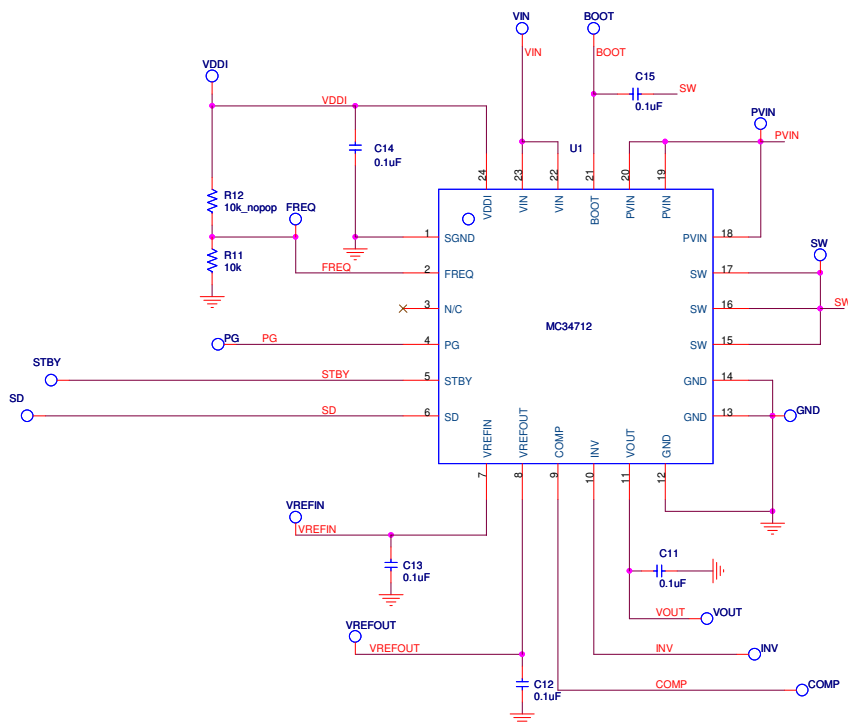 VIN
BOOT
VIN
BOOT
VDDI
C15
SW
0.1uF
VDDI
PVIN
PVIN
C14
0.1uF
U1
24
23
22
21
20
19
VDDI
VIN
VIN
BOOT
PVIN
PVIN
R12
10k_nopop
FREQ
1
SGND
PVIN
18
R11
10k
FREQ
2
FREQ
SW
17
SW
3
N/C
SW
16
SW
MC34712
PG
PG
4
PG
SW
15
STBY
STBY
5
STBY
GND
14
SD
SD
6
SD
GND
13
GND
VREFIN
VREFOUT
COMP
INV
VOUT
GND
7
8
9
10
11
12
VREFIN
VREFIN
C13
0.1uF
C11
0.1uF
VOUT
VOUT
VREFOUT
VREFOUT
INV
INV
C12
0.1uF
COMP
COMP